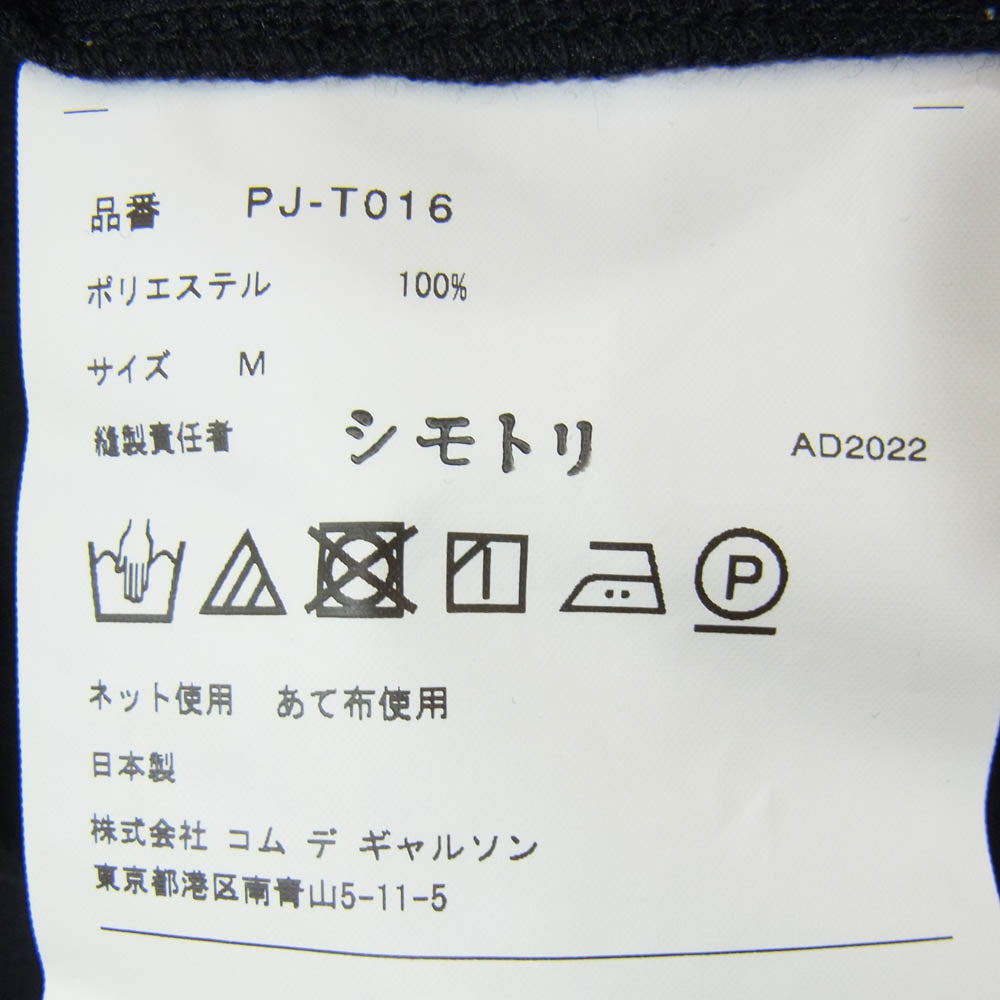 品番 PJ-T016
ポリエステル 100%
サイズ M
縫製責任者 シモトリ AD2022
P
ネット使用 あて布使用
日本製
株式会社 コム デ ギャルソン
東京都港区南青山5-11-5